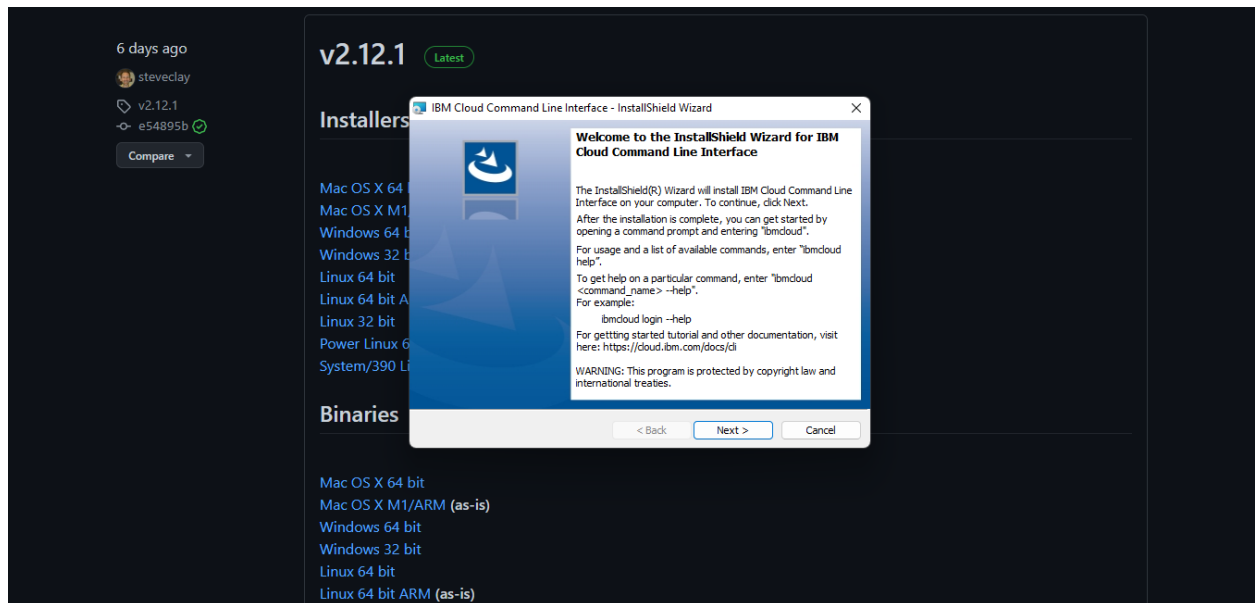 6 days ago
steveclay
v2.12.1
e54895b
Compare
v2.12.1
Latest
Installers
Mac OS X 64
Mac OS X M1
Windows 64 b
Windows 32 b
Linux 64 bit
Linux 64 bit A
Linux 32 bit
Power Linux 6
System/390 Li
Binaries
Mac OS X 64 bit
Mac OS X M1/ARM (as-is)
Windows 64 bit
Windows 32 bit
Linux 64 bit
Linux 64 bit ARM (as-is)
IBM Cloud Command Line Interface - InstallShield Wizard
Welcome to the InstallShield Wizard for IBM
Cloud Command Line Interface
The InstallShield(R) Wizard will install IBM Cloud Command Line
Interface on your computer. To continue, click Next.
After the installation is complete, you can get started by
opening a command prompt and entering "ibmcloud".
For usage and a list of available commands, enter "ibmcloud
help".
To get help on a particular command, enter "ibmcloud
<command_name> --help".
For example:
ibmcloud login --help
For gettting started tutorial and other documentation, visit
here: https://cloud.ibm.com/docs/cli
WARNING: This program is protected by copyright law and
international treaties.
< Back
Next >
Cancel